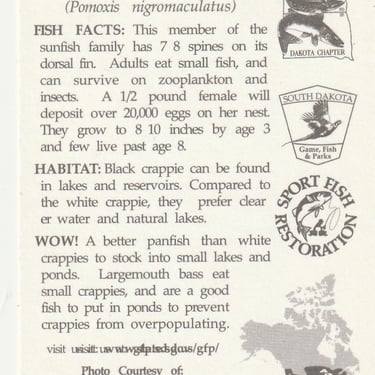 (Pomoxis nigromaculatus)
FISH FACTS: This member of the
sunfish family has 7 8 spines on its
dorsal fin. Adults eat small fish, and
can survive on zooplankton and
insects. A 1/2 pound female will
deposit over 20,000 eggs on her nest.
They grow to 8 10 inches by age 3
and few live past age 8.
HABITAT: Black crappie can be found
in lakes and reservoirs. Compared to
the white crappie, they prefer clear
er water and natural lakes.
WOW! A better panfish than white
crappies to stock into small lakes and
ponds. Largemouth bass eat
small crappies, and are a good
fish to put in ponds to prevent
crappies from overpopulating.
visit us
Photo Courtesy of:
DAKOTA CHAPTER
SOUTH DAKOTA
Game, Fish
& Parks
SPORT FISH
RESTORATION